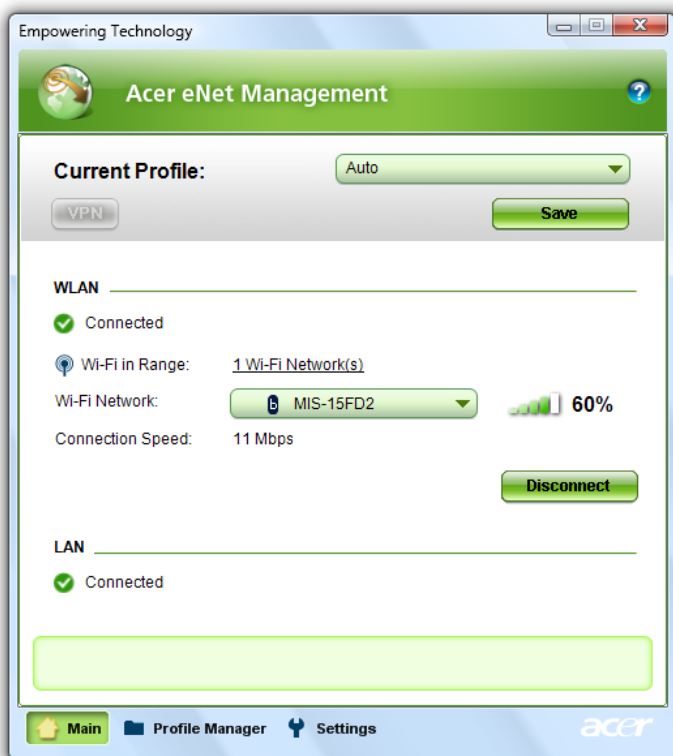 Empowering Technology
Acer eNet Management
?
Current Profile: Auto
VPN Save
WLAN
Connected
Wi-Fi in Range: 1 Wi-Fi Network(s)
Wi-Fi Network: b MIS-15FD2 60%
Connection Speed: 11 Mbps
Disconnect
LAN
Connected
Main Profile Manager Settings acer